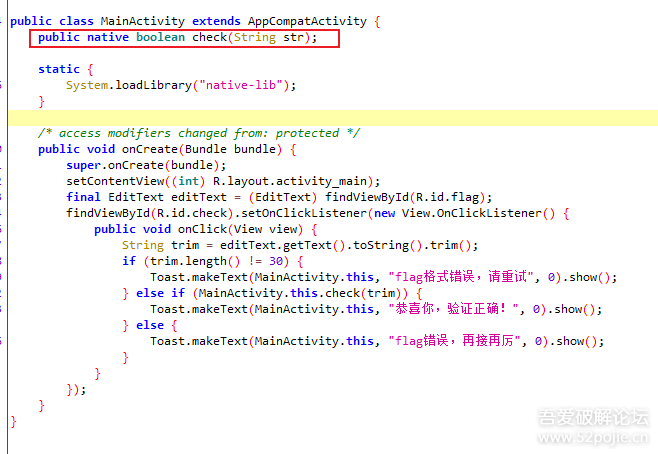 public class MainActivity extends AppCompatActivity {
    public native boolean check(String str);

    static {
        System.loadLibrary("native-lib");
    }

    /* access modifiers changed from: protected */
    public void onCreate(Bundle bundle) {
        super.onCreate(bundle);
        setContentView((int) R.layout.activity_main);
        final EditText editText = (EditText) findViewById(R.id.flag);
        findViewById(R.id.check).setOnClickListener(new View.OnClickListener() {
            public void onClick(View view) {
                String trim = editText.getText().toString().trim();
                if (trim.length() != 30) {
                    Toast.makeText(MainActivity.this, "flag格式错误，请重试", 0).show();
                } else if (MainActivity.this.check(trim)) {
                    Toast.makeText(MainActivity.this, "恭喜你，验证正确！", 0).show();
                } else {
                    Toast.makeText(MainActivity.this, "flag错误，再接再厉", 0).show();
                }
            }
        });
    }
}
吾爱破解论坛
www.52pojie.cn